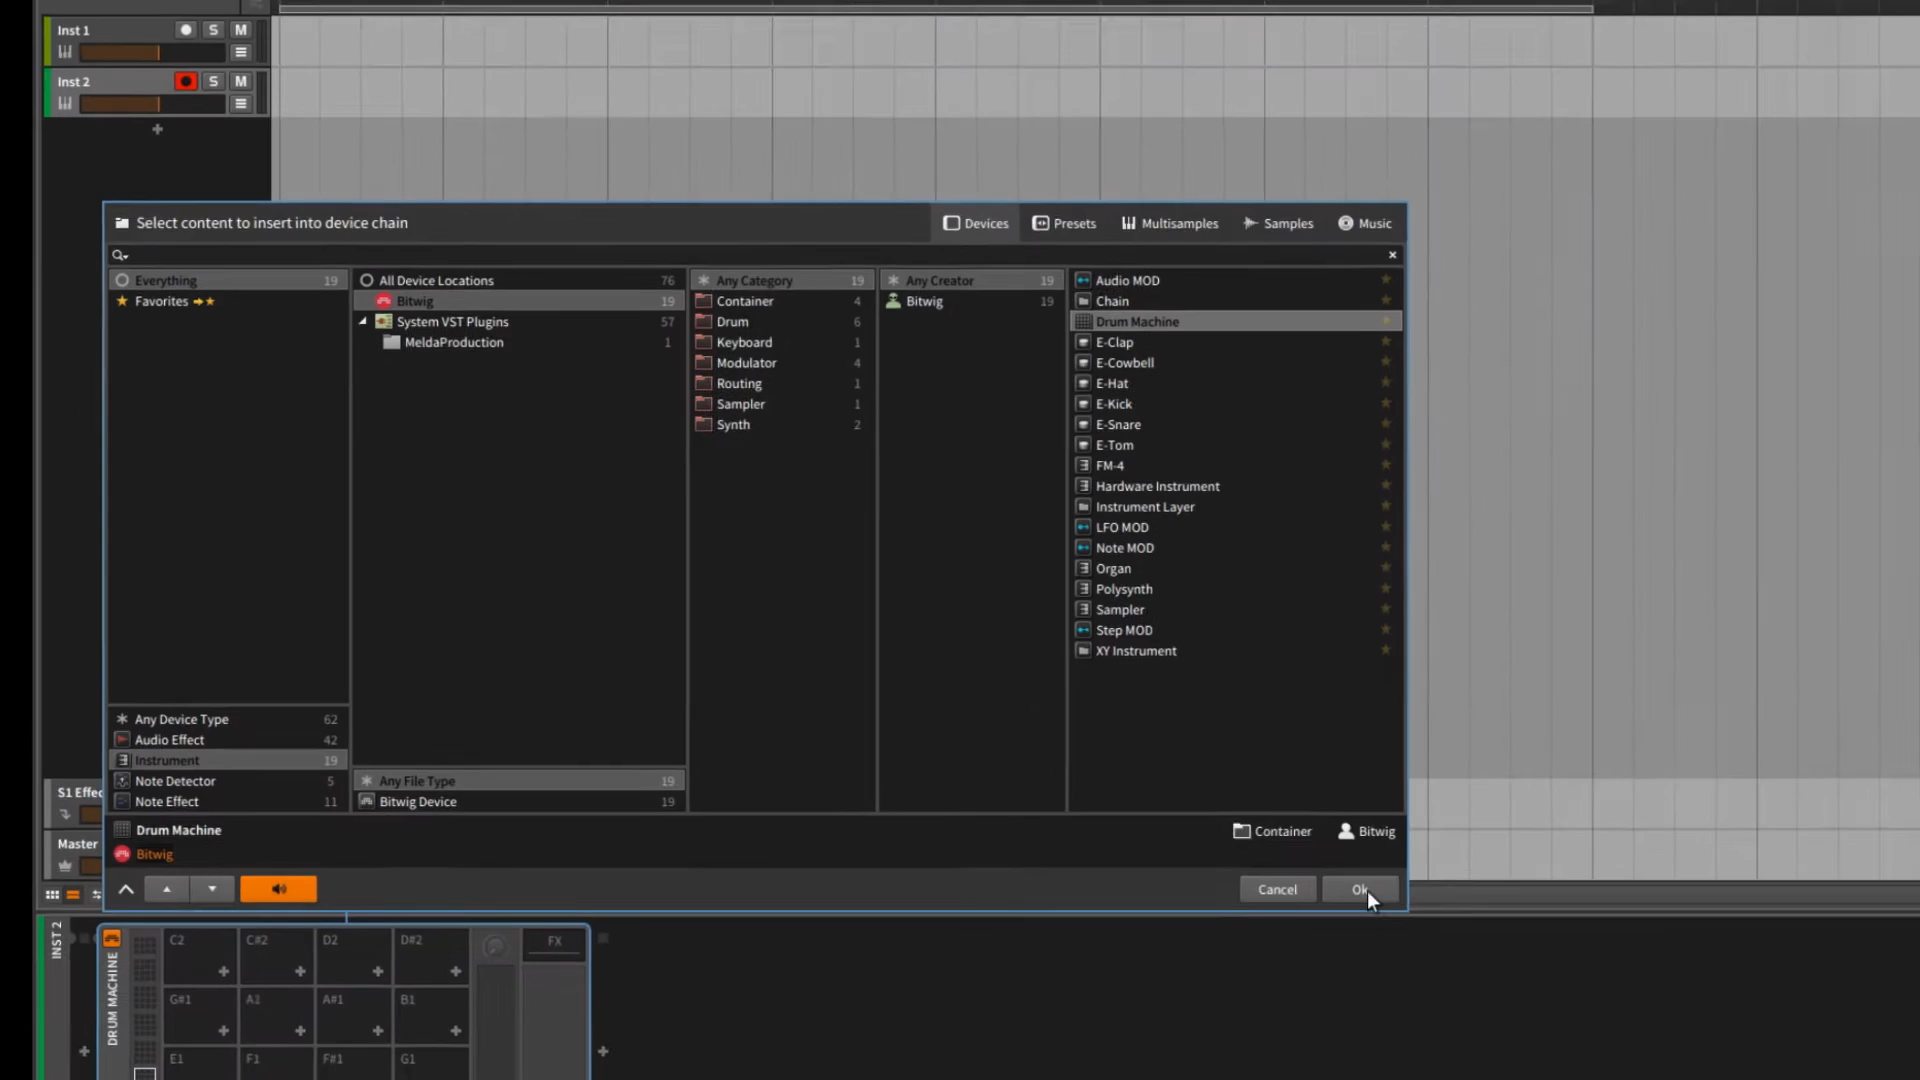 Inst 1 S M
Inst 2 S M
Select content to insert into device chain Devices Presets Multisamples Samples Music
Everything 19
Favorites
All Device Locations 76
Bitwig 19
System VST Plugins 57
MeldaProduction 1
Any Category 19
Container 4
Drum 6
Keyboard 1
Modulator 4
Routing 1
Sampler 1
Synth 2
Any Creator 19
Bitwig 19
Audio MOD
Chain
Drum Machine
E-Clap
E-Cowbell
E-Hat
E-Kick
E-Snare
E-Tom
FM-4
Hardware Instrument
Instrument Layer
LFO MOD
Note MOD
Organ
Polysynth
Sampler
Step MOD
XY Instrument
Any Device Type 62
Audio Effect 42
Instrument 19
Note Detector 5
Note Effect 11
Any File Type 19
Bitwig Device 19
S1 Effec
Master
Drum Machine Container Bitwig
Bitwig
Cancel Ok
INST 2
DRUM MACHINE
C2 C#2 D2 D#2 FX
G#1 A1 A#1 B1
E1 F1 F#1 G1